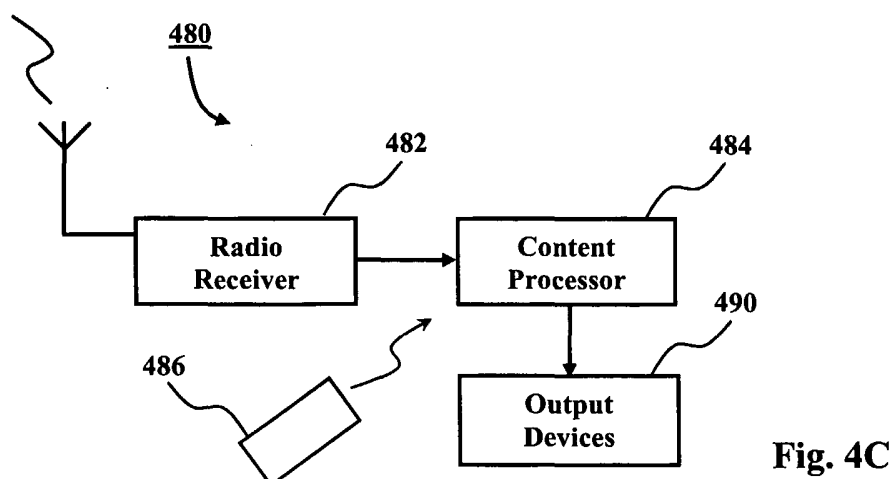 480
482
484
Radio
Receiver
Content
Processor
490
486
Output
Devices
Fig. 4C